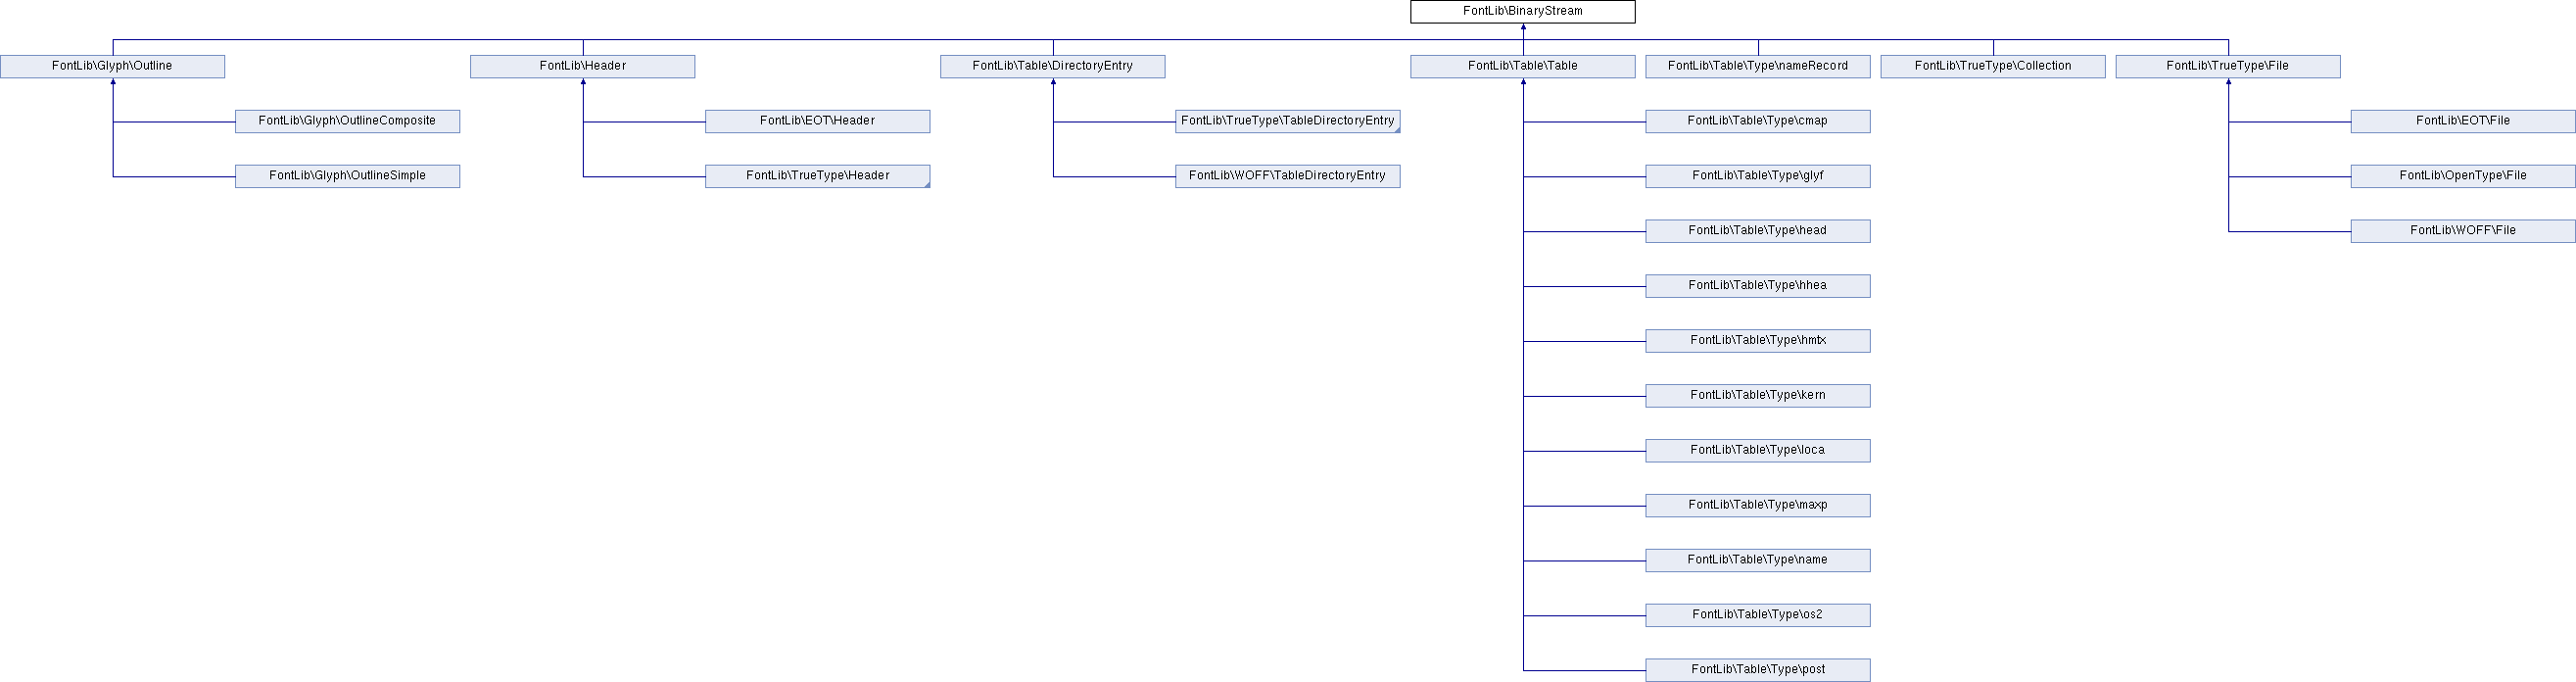 FontLib\BinaryStream
FontLib\Glyph\Outline
FontLib\Header
FontLib\Table\DirectoryEntry
FontLib\Table\Table
FontLib\Table\Type\nameRecord
FontLib\TrueType\Collection
FontLib\TrueType\File
FontLib\Glyph\OutlineComposite
FontLib\EOT\Header
FontLib\TrueType\TableDirectoryEntry
FontLib\Table\Type\cmap
FontLib\EOT\File
FontLib\Glyph\OutlineSimple
FontLib\TrueType\Header
FontLib\WOFF\TableDirectoryEntry
FontLib\Table\Type\glyf
FontLib\OpenType\File
FontLib\Table\Type\head
FontLib\WOFF\File
FontLib\Table\Type\hhea
FontLib\Table\Type\hmtx
FontLib\Table\Type\kern
FontLib\Table\Type\loca
FontLib\Table\Type\maxp
FontLib\Table\Type\name
FontLib\Table\Type\os2
FontLib\Table\Type\post